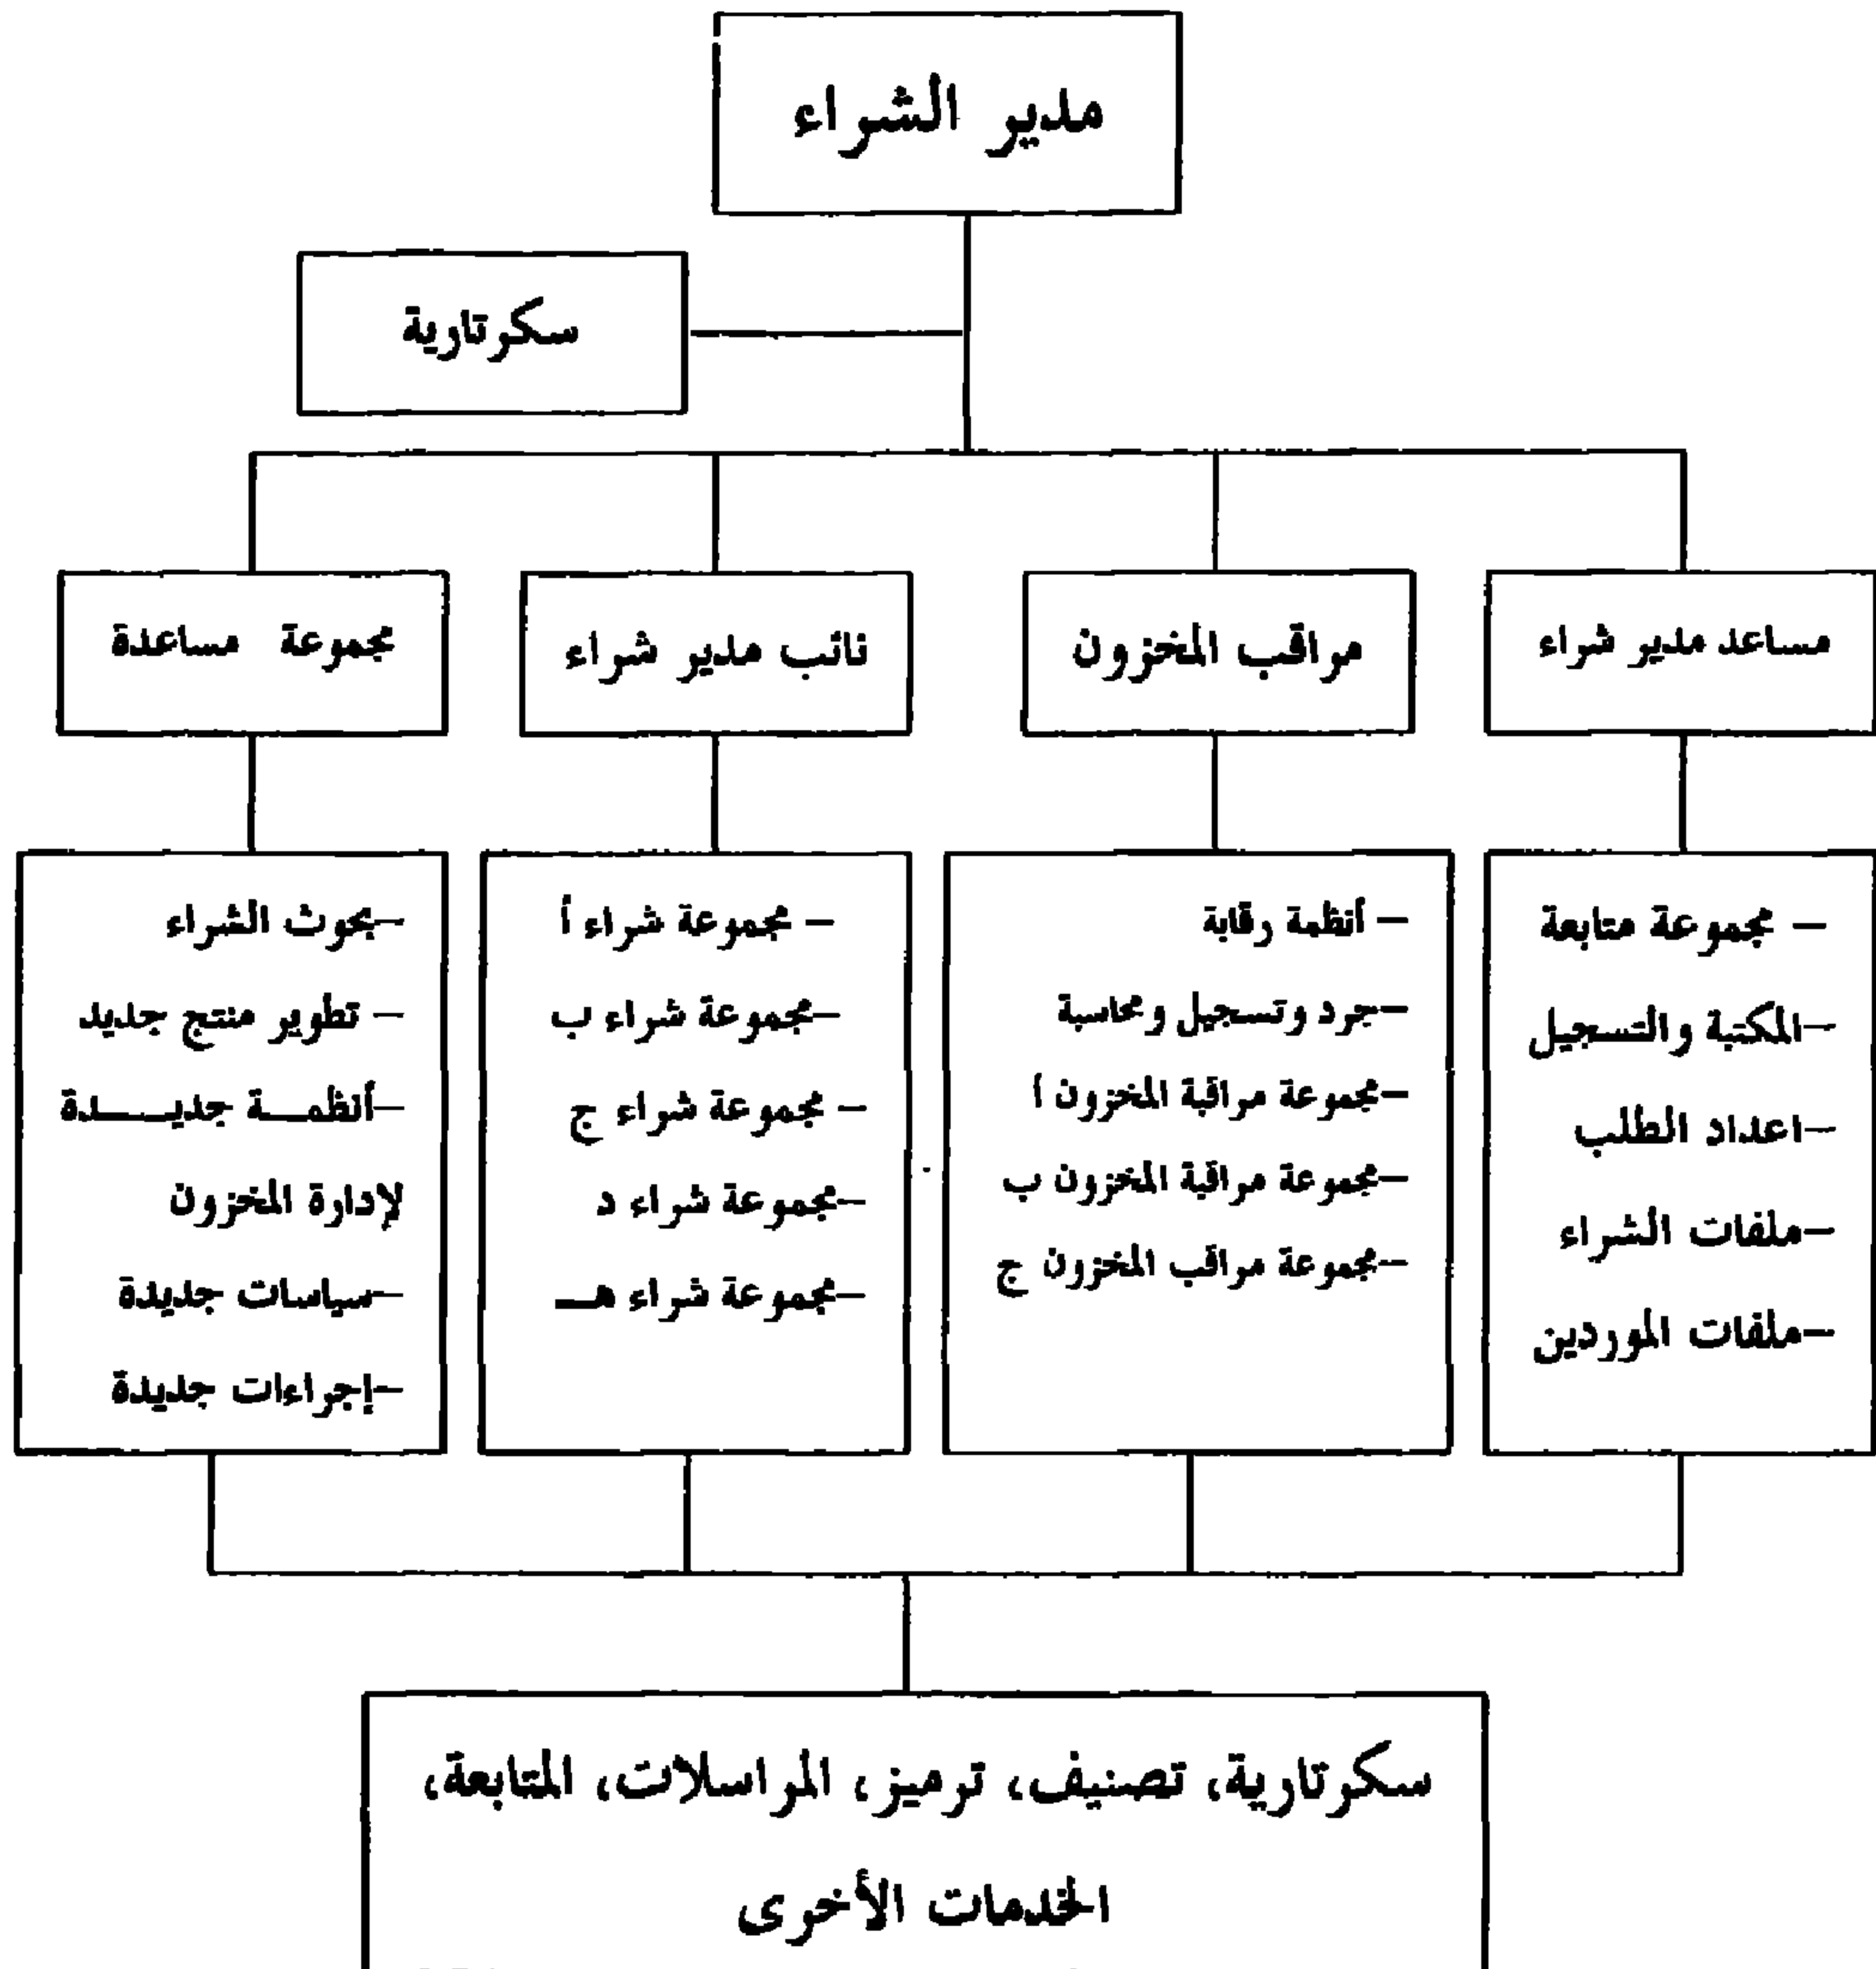 مدير الشراء
سكرتارية
مساعد مدير شراء
مراقب المخزون
نائب مدير شراء
مجموعة مساعدة
- مجموعة متابعة
-المكتبة والتسجيل
-اعداد الطلب
-ملفات الشراء
-ملفات الموردين
- أنظمة رقابة
-جرد وتسجيل ومحاسبة
-مجموعة مراقبة المخزون أ
-مجموعة مراقبة المخزون ب
-مجموعة مراقب المخزون ج
- مجموعة شراء أ
-مجموعة شراء ب
- مجموعة شراء ج
-مجموعة شراء د
-مجموعة شراء هـ
-بحوث الشراء
- تطوير منتج جديد
-أنظمـــة جديـــــدة
لإدارة المخزون
-سياسات جديدة
-إجراءات جديدة
سكرتارية، تصنيف، ترميز، المراسلات، المتابعة،
الخدمات الأخرى